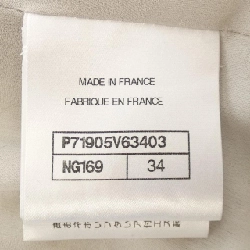 MADE IN FRANCE
FABRIQUE EN FRANCE
P71905V63403
NG169 34